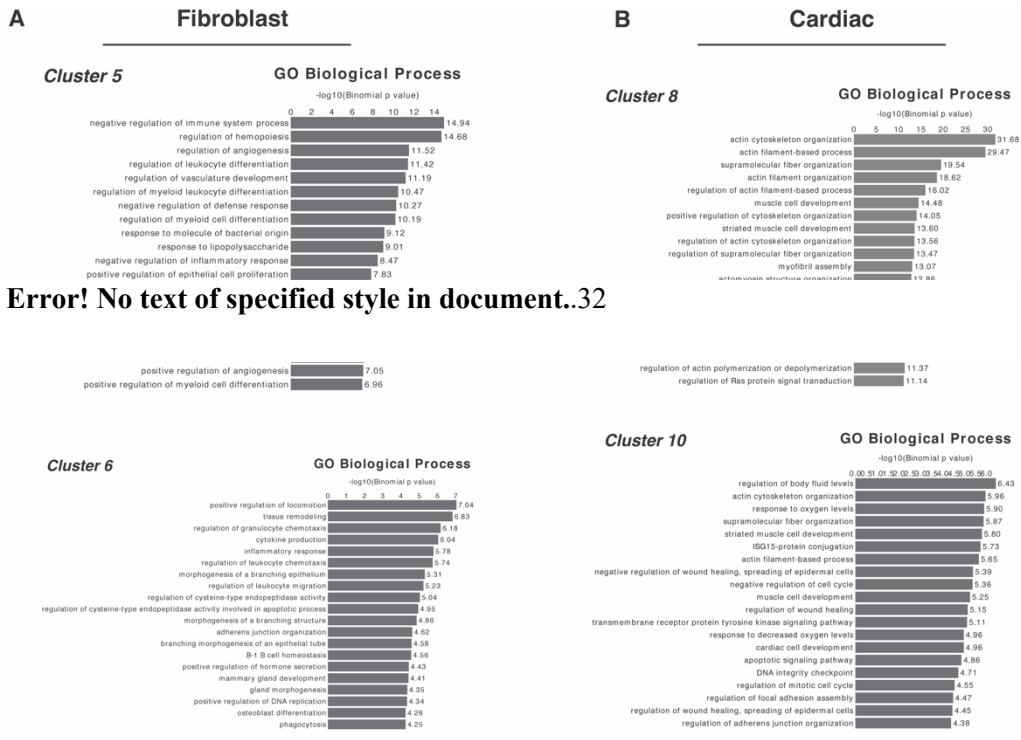 A Fibroblast
Cluster 5
GO Biological Process
-log10(Binomial p value)
0 2 4 6 8 10 11 12 14
negative regulation of immune system process 14.94
regulation of hemopoiesis 14.68
regulation of angiogenesis 11.52
regulation of leukocyte differentiation 11.42
regulation of vasculature development 11.19
regulation of myeloid leukocyte differentiation 10.47
negative regulation of defense response 10.27
regulation of myeloid cell differentiation 10.19
response to molecule of bacterial origin 9.12
response to lipopolysaccharide 9.01
negative regulation of inflammatory response 8.47
positive regulation of epithelial cell proliferation 7.83
B Cardiac
Cluster 8
GO Biological Process
-log10(Binomial p value)
0 5 10 15 20 25 30
actin cytoskeleton organization 31.68
actin filament-based process 29.47
supramolecular fiber organization 19.54
actin filament organization 18.62
regulation of actin filament-based process 16.02
muscle cell development 14.48
positive regulation of cytoskeleton organization 14.05
striated muscle cell development 13.60
regulation of actin cytoskeleton organization 13.56
regulation of supramolecular fiber organization 13.47
myofibril assembly 13.07
actomyosin structure organization 12.86
Error! No text of specified style in document..32
positive regulation of angiogenesis 7.05
positive regulation of myeloid cell differentiation 6.96
regulation of actin polymerization or depolymerization 11.37
regulation of Ras protein signal transduction 11.14
Cluster 6
GO Biological Process
-log10(Binomial p value)
0 1 2 3 4 5 6 7
positive regulation of locomotion 7.04
tissue remodeling 6.83
regulation of granulocyte chemotaxis 6.18
cytokine production 6.04
inflammatory response 5.78
regulation of leukocyte chemotaxis 5.74
morphogenesis of a branching epithelium 5.31
regulation of leukocyte migration 5.23
regulation of cysteine-type endopeptidase activity 5.04
regulation of cysteine-type endopeptidase activity involved in apoptotic process 4.95
morphogenesis of a branching structure 4.86
adherens junction organization 4.62
branching morphogenesis of an epithelial tube 4.58
B-1 B cell homeostasis 4.56
positive regulation of hormone secretion 4.43
mammary gland development 4.41
gland morphogenesis 4.35
positive regulation of DNA replication 4.34
osteoblast differentiation 4.26
phagocytosis 4.25
Cluster 10
GO Biological Process
-log10(Binomial p value)
0.00.51.01.52.02.53.03.54.04.55.05.56.0
regulation of body fluid levels 6.43
actin cytoskeleton organization 5.96
response to oxygen levels 5.90
supramolecular fiber organization 5.87
striated muscle cell development 5.80
ISG15-protein conjugation 5.73
actin filament-based process 5.65
negative regulation of wound healing, spreading of epidermal cells 5.39
negative regulation of cell cycle 5.36
muscle cell development 5.25
regulation of wound healing 5.15
transmembrane receptor protein tyrosine kinase signaling pathway 5.11
response to decreased oxygen levels 4.96
cardiac cell development 4.96
apoptotic signaling pathway 4.86
DNA integrity checkpoint 4.71
regulation of mitotic cell cycle 4.55
regulation of focal adhesion assembly 4.47
regulation of wound healing, spreading of epidermal cells 4.45
regulation of adherens junction organization 4.38